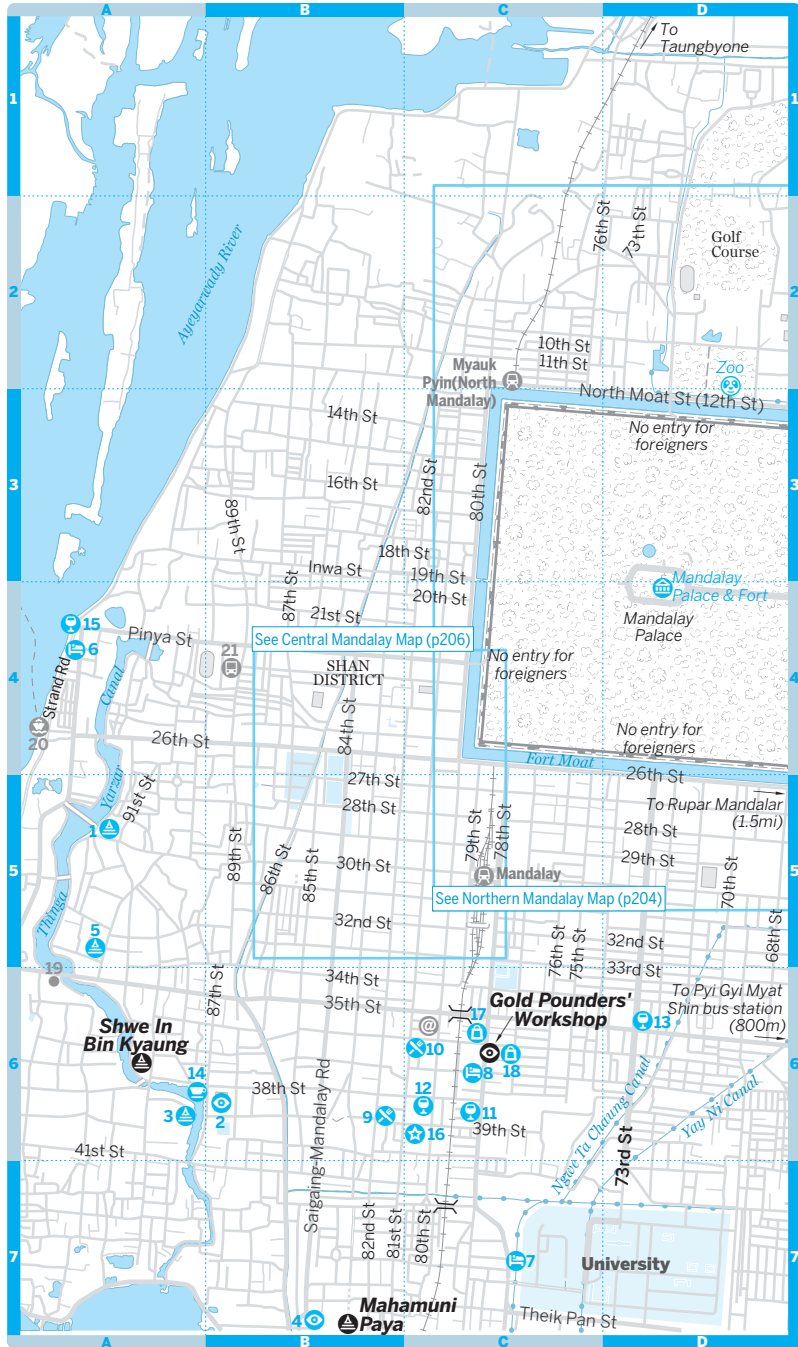 A
B
C
D
To
Taungbyone
1
1
76th St
73th St
Golf
Course
Ayeyarwady River
2
2
10th St
11th St
Myauk
Pyin(North
Mandalay)
Zoo
North Moat St (12th St)
14th St
No entry for
foreigners
16th St
82nd St
80th St
3
3
89th St
18th St
Inwa St
19th St
87th St
20th St
21st St
Mandalay
Palace & Fort
Mandalay
Palace
15
6
Pinya St
21
See Central Mandalay Map (p206)
SHAN
DISTRICT
No entry for
foreigners
Strand Rd
Canal
4
4
20
26th St
84th St
No entry for
foreigners
Fort Moat
26th St
Yarzar
91st St
27th St
28th St
To Rupar Mandalar
(1.5mi)
1
79th St
78th St
28th St
29th St
89th St
86th St
85th St
30th St
Mandalay
70th St
5
5
See Northern Mandalay Map (p204)
Thinga
5
32nd St
76th St
75th St
32nd St
68th St
33rd St
19
87th St
34th St
35th St
To Pyi Gyi Myat
Shin bus station
(800m)
Gold Pounders'
Workshop
Shwe In
Bin Kyaung
17
@
13
10
18
8
6
6
14
38th St
12
3
2
9
11
16
39th St
Saigaing-Mandalay Rd
Ngwe Ta Chaung Canal
Yay Ni Canal
73rd St
41st St
82nd St
81st St
80th St
7
University
7
7
Mahamuni
Paya
4
Theik Pan St
A
B
C
D